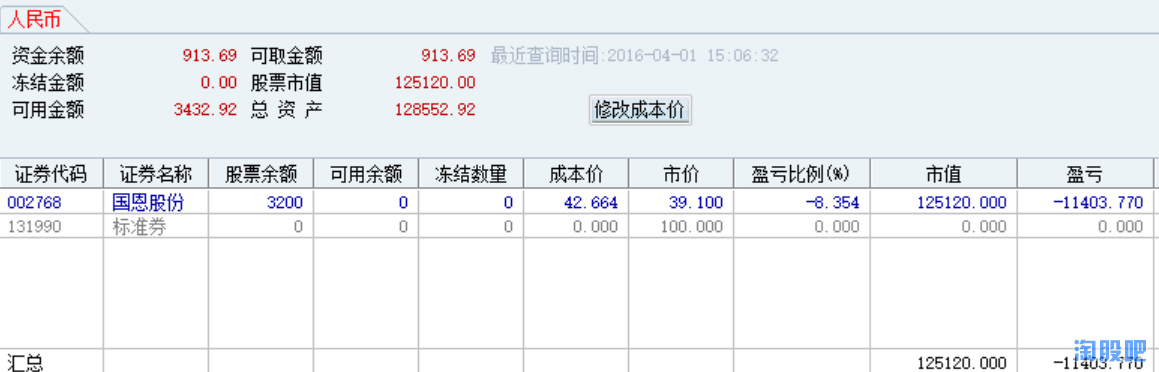 人民币
资金余额 913.69 可取金额 913.69 最近查询时间:2016-04-01 15:06:32
冻结金额 0.00 股票市值 125120.00
可用金额 3432.92 总 资 产 128552.92 修改成本价
证券代码 证券名称 股票余额 可用余额 冻结数量 成本价 市价 盈亏比例(%) 市值 盈亏
002768 国恩股份 3200 0 0 42.664 39.100 -8.354 125120.000 -11403.770
131990 标准券 0 0 0 0.000 100.000 0.000 0.000 0.000
淘股吧
汇总 125120.000 -11403.770